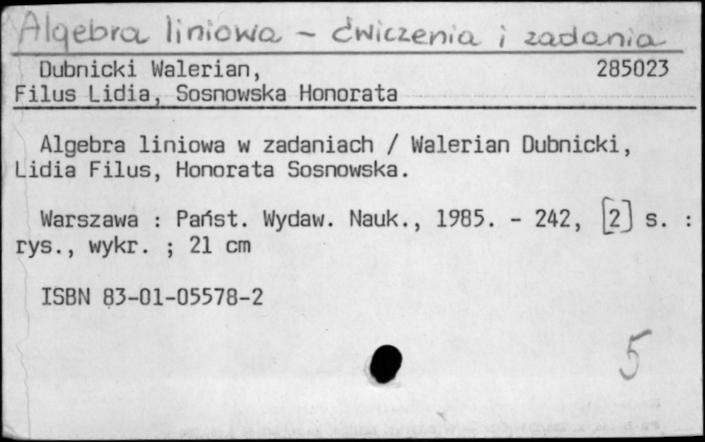 Algebra liniowa - ćwiczenia i zadania
Dubnicki Walerian, 285023
Filus Lidia, Sosnowska Honorata
Algebra liniowa w zadaniach / Walerian Dubnicki,
Lidia Filus, Honorata Sosnowska.
Warszawa : Państ. Wydaw. Nauk., 1985. - 242, [2] s. :
rys., wykr. ; 21 cm
ISBN 83-01-05578-2
5